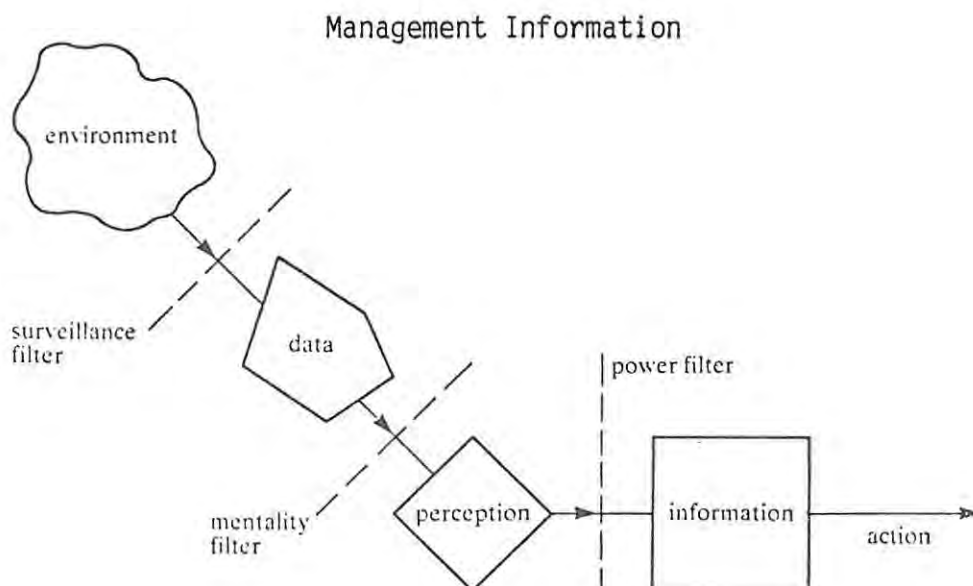 Management Information
environment
surveillance
filter
data
power filter
mentality
filter
perception
information
action